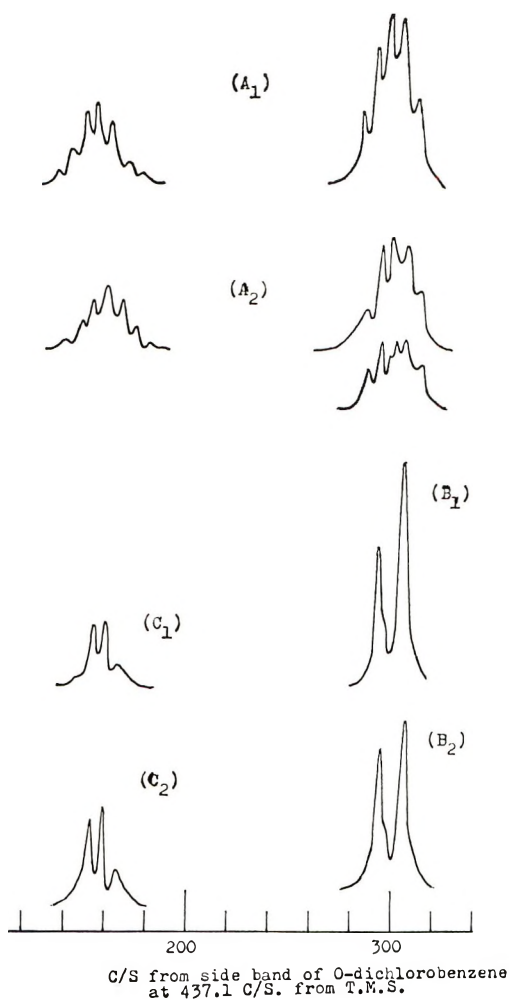 (A1)
(A2)
(B1)
(C1)
(B2)
(C2)
200 300
C/S from side band of O-dichlorobenzene
at 437.1 C/S. from T.M.S.